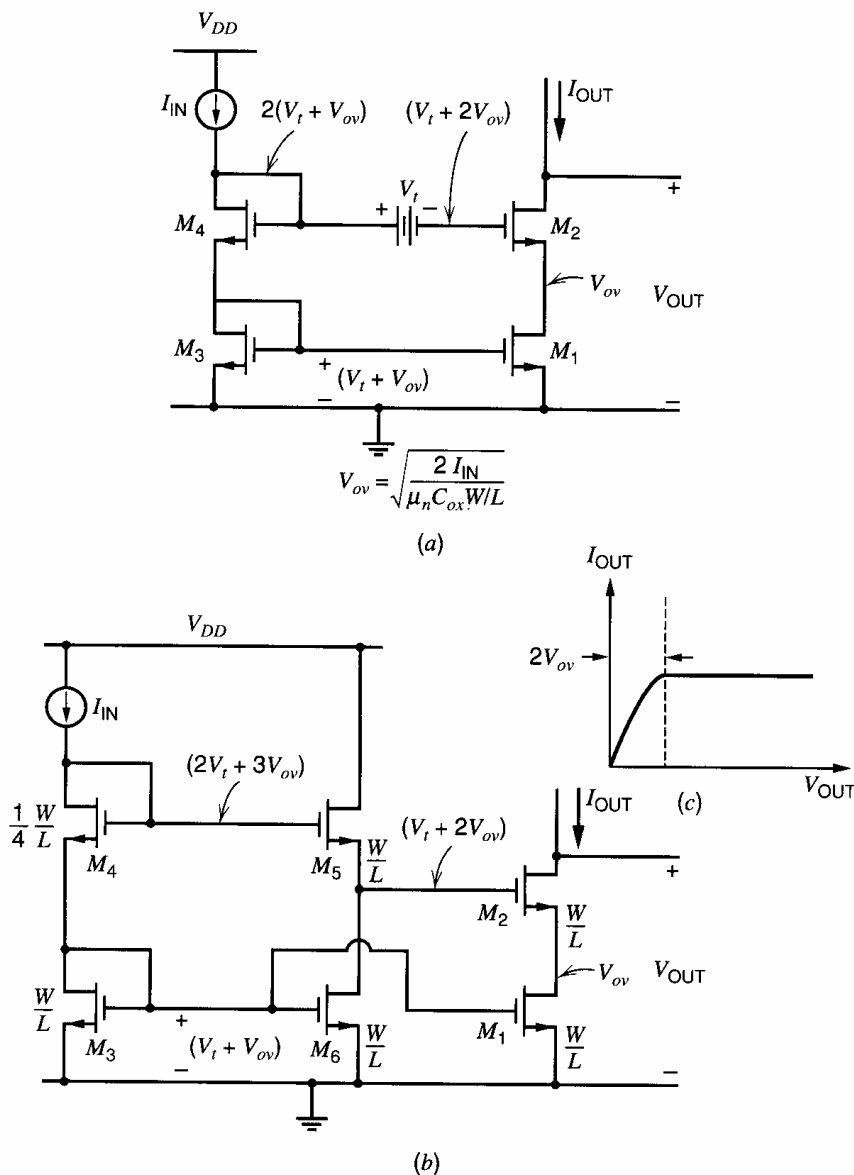 V_DD
I_IN
2(V_t + V_ov)
(V_t + 2V_ov)
I_OUT
+
V_t
−
+
M_4
M_2
V_ov
V_OUT
M_3
M_1
+
(V_t + V_ov)
−
−
V_ov = √(2 I_IN / μ_n C_ox W/L)
(a)
I_OUT
2V_ov
V_OUT
(c)
V_DD
I_IN
(2V_t + 3V_ov)
1/4 W/L
M_4
M_5
W/L
(V_t + 2V_ov)
I_OUT
+
M_2
W/L
V_ov
V_OUT
W/L
M_3
+
(V_t + V_ov)
−
M_6
W/L
M_1
W/L
−
(b)